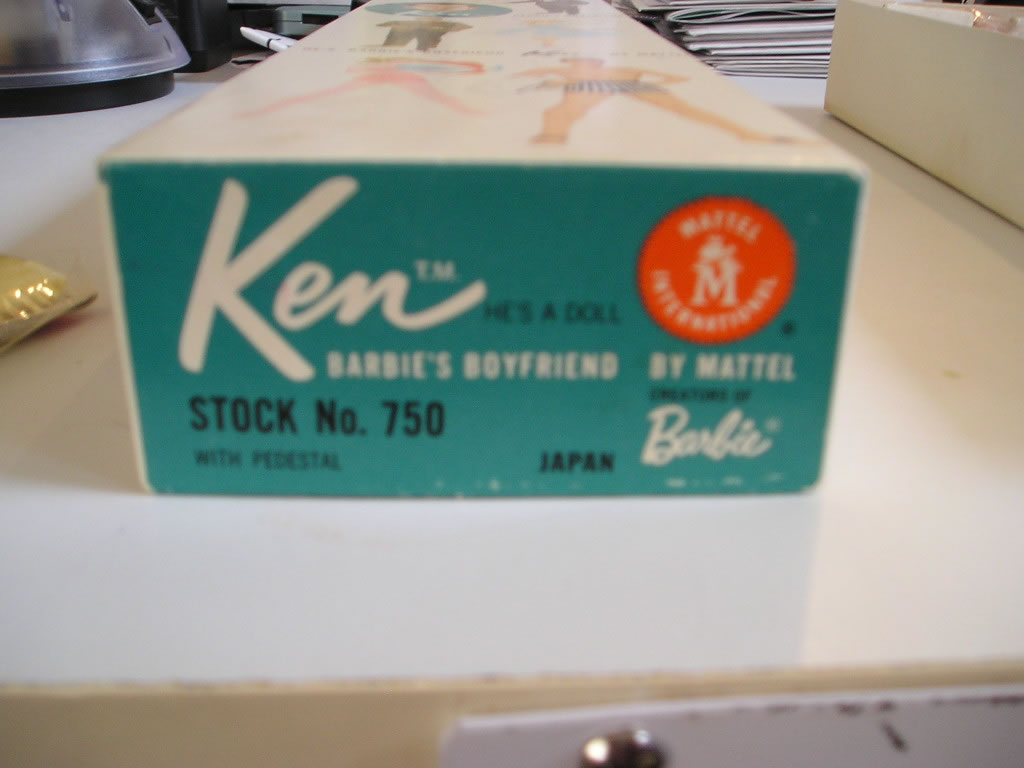 Ken T.M.
HE'S A DOLL
BARBIE'S BOYFRIEND
STOCK No. 750
WITH PEDESTAL
JAPAN
MATTEL
M
INTERNATIONAL
®
BY MATTEL
CREATORS OF
Barbie®